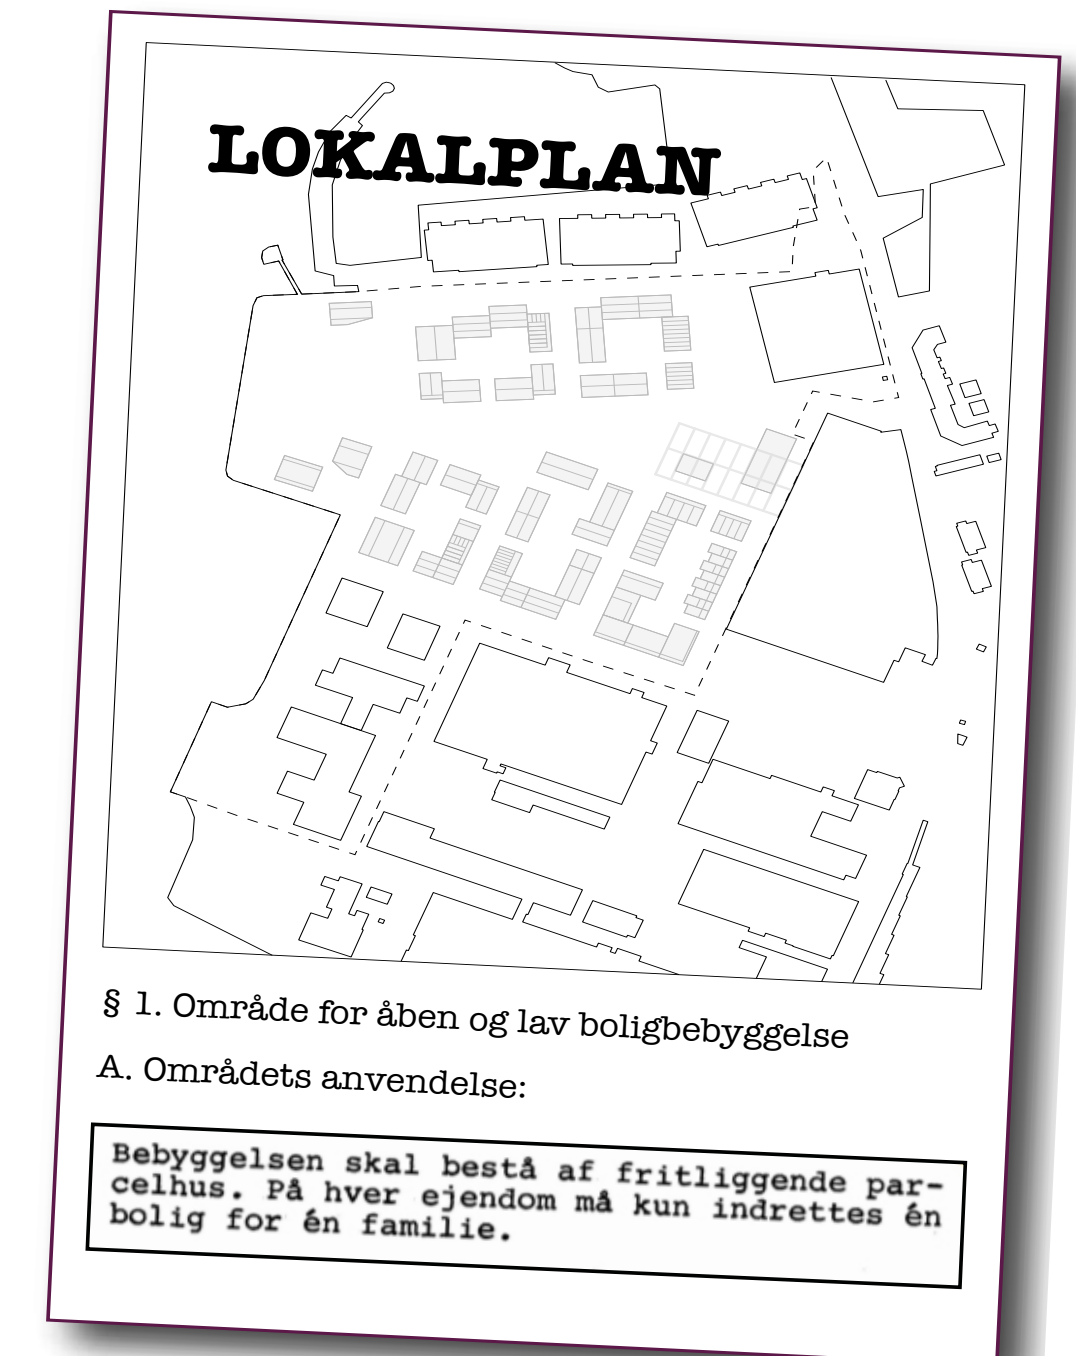 LOKALPLAN
§ 1. Område for åben og lav boligbebyggelse
A. Områdets anvendelse:
Bebyggelsen skal bestå af fritliggende par-
celhus. På hver ejendom må kun indrettes én
bolig for én familie.